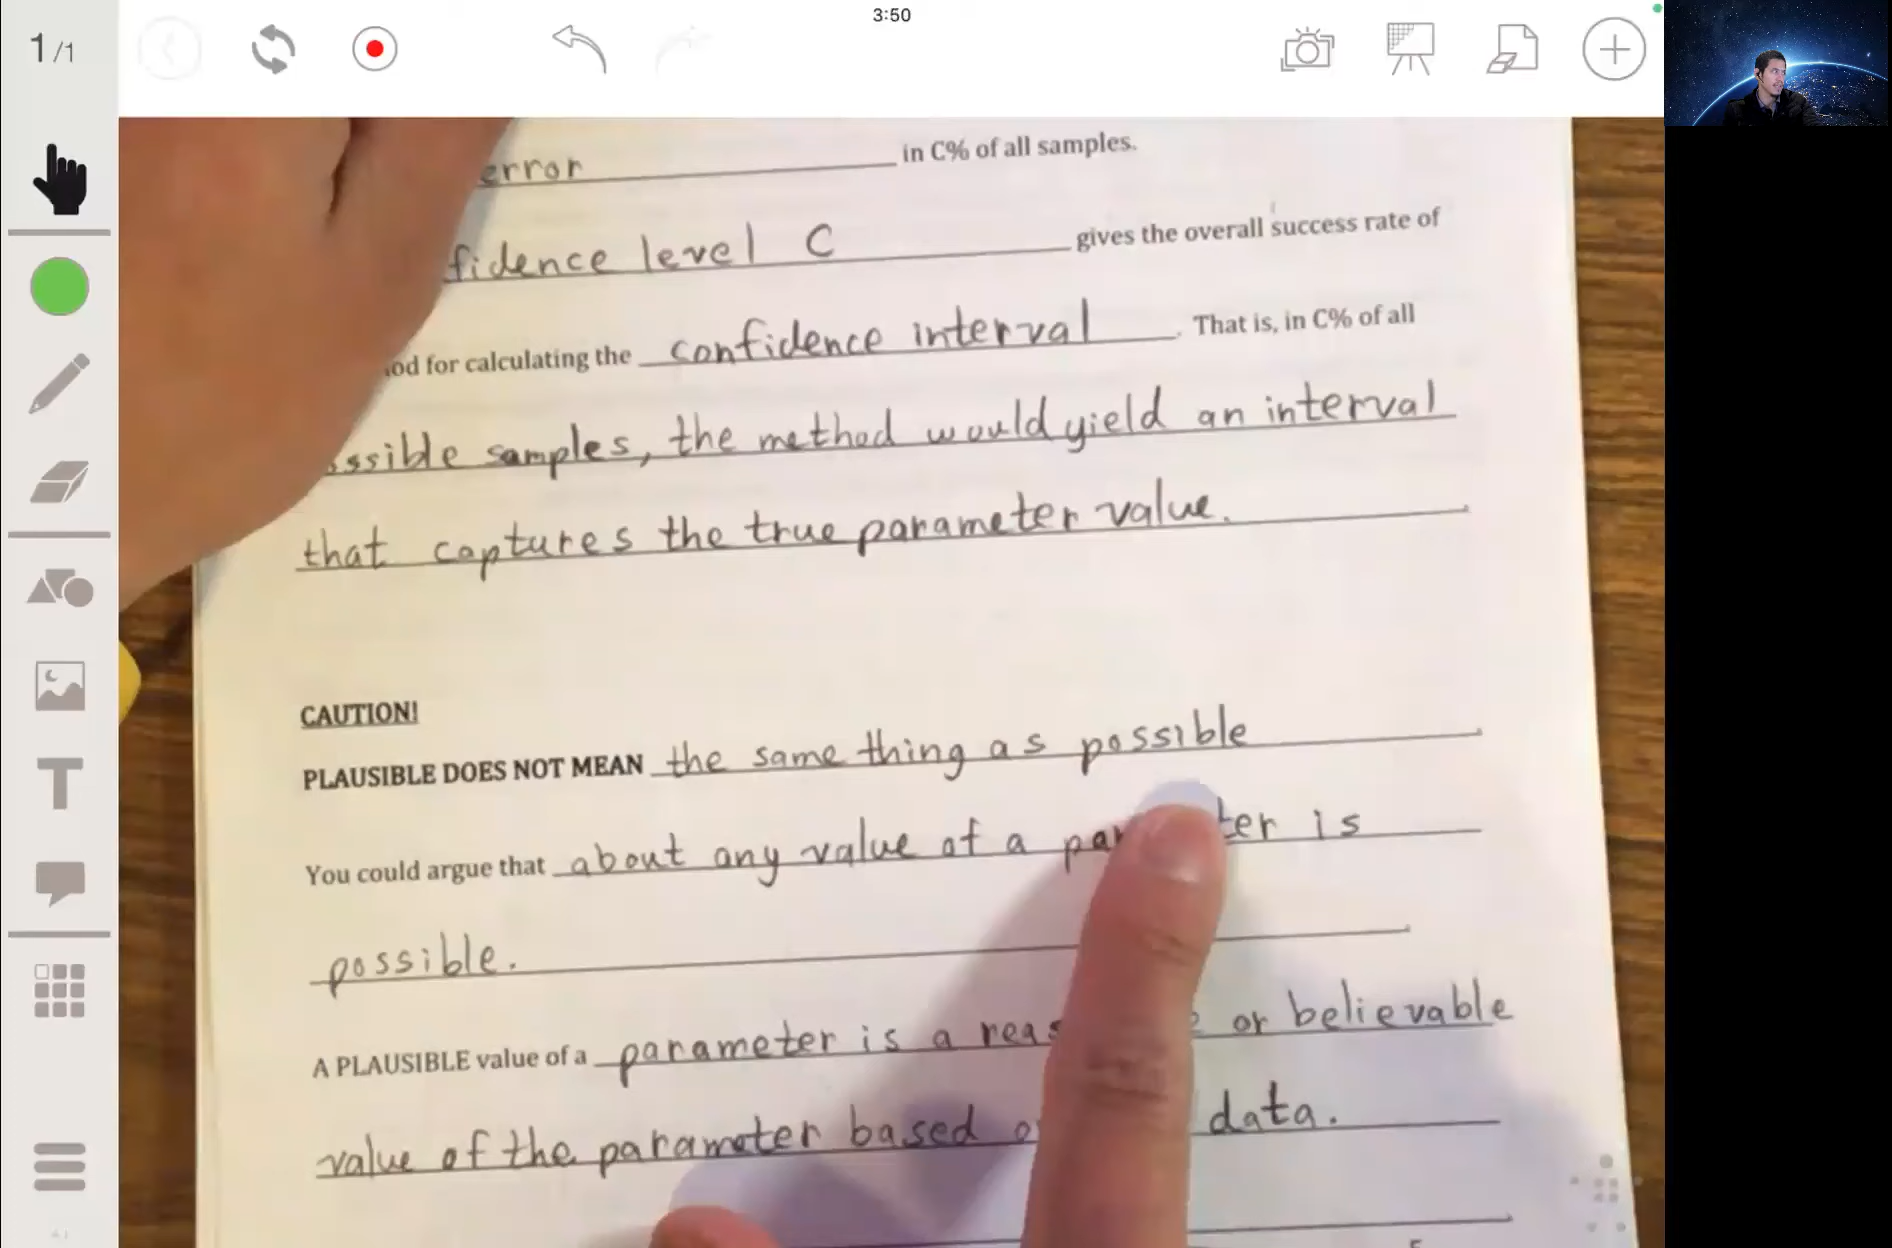 3:50
1/1
error in C% of all samples.
fidence level C gives the overall success rate of
od for calculating the confidence interval. That is, in C% of all
ssible samples, the method would yield an interval
that captures the true parameter value.
CAUTION!
PLAUSIBLE DOES NOT MEAN the same thing as possible
You could argue that about any value of a par ter is
possible.
A PLAUSIBLE value of a parameter is a reas or believable
value of the parameter based o data.
T